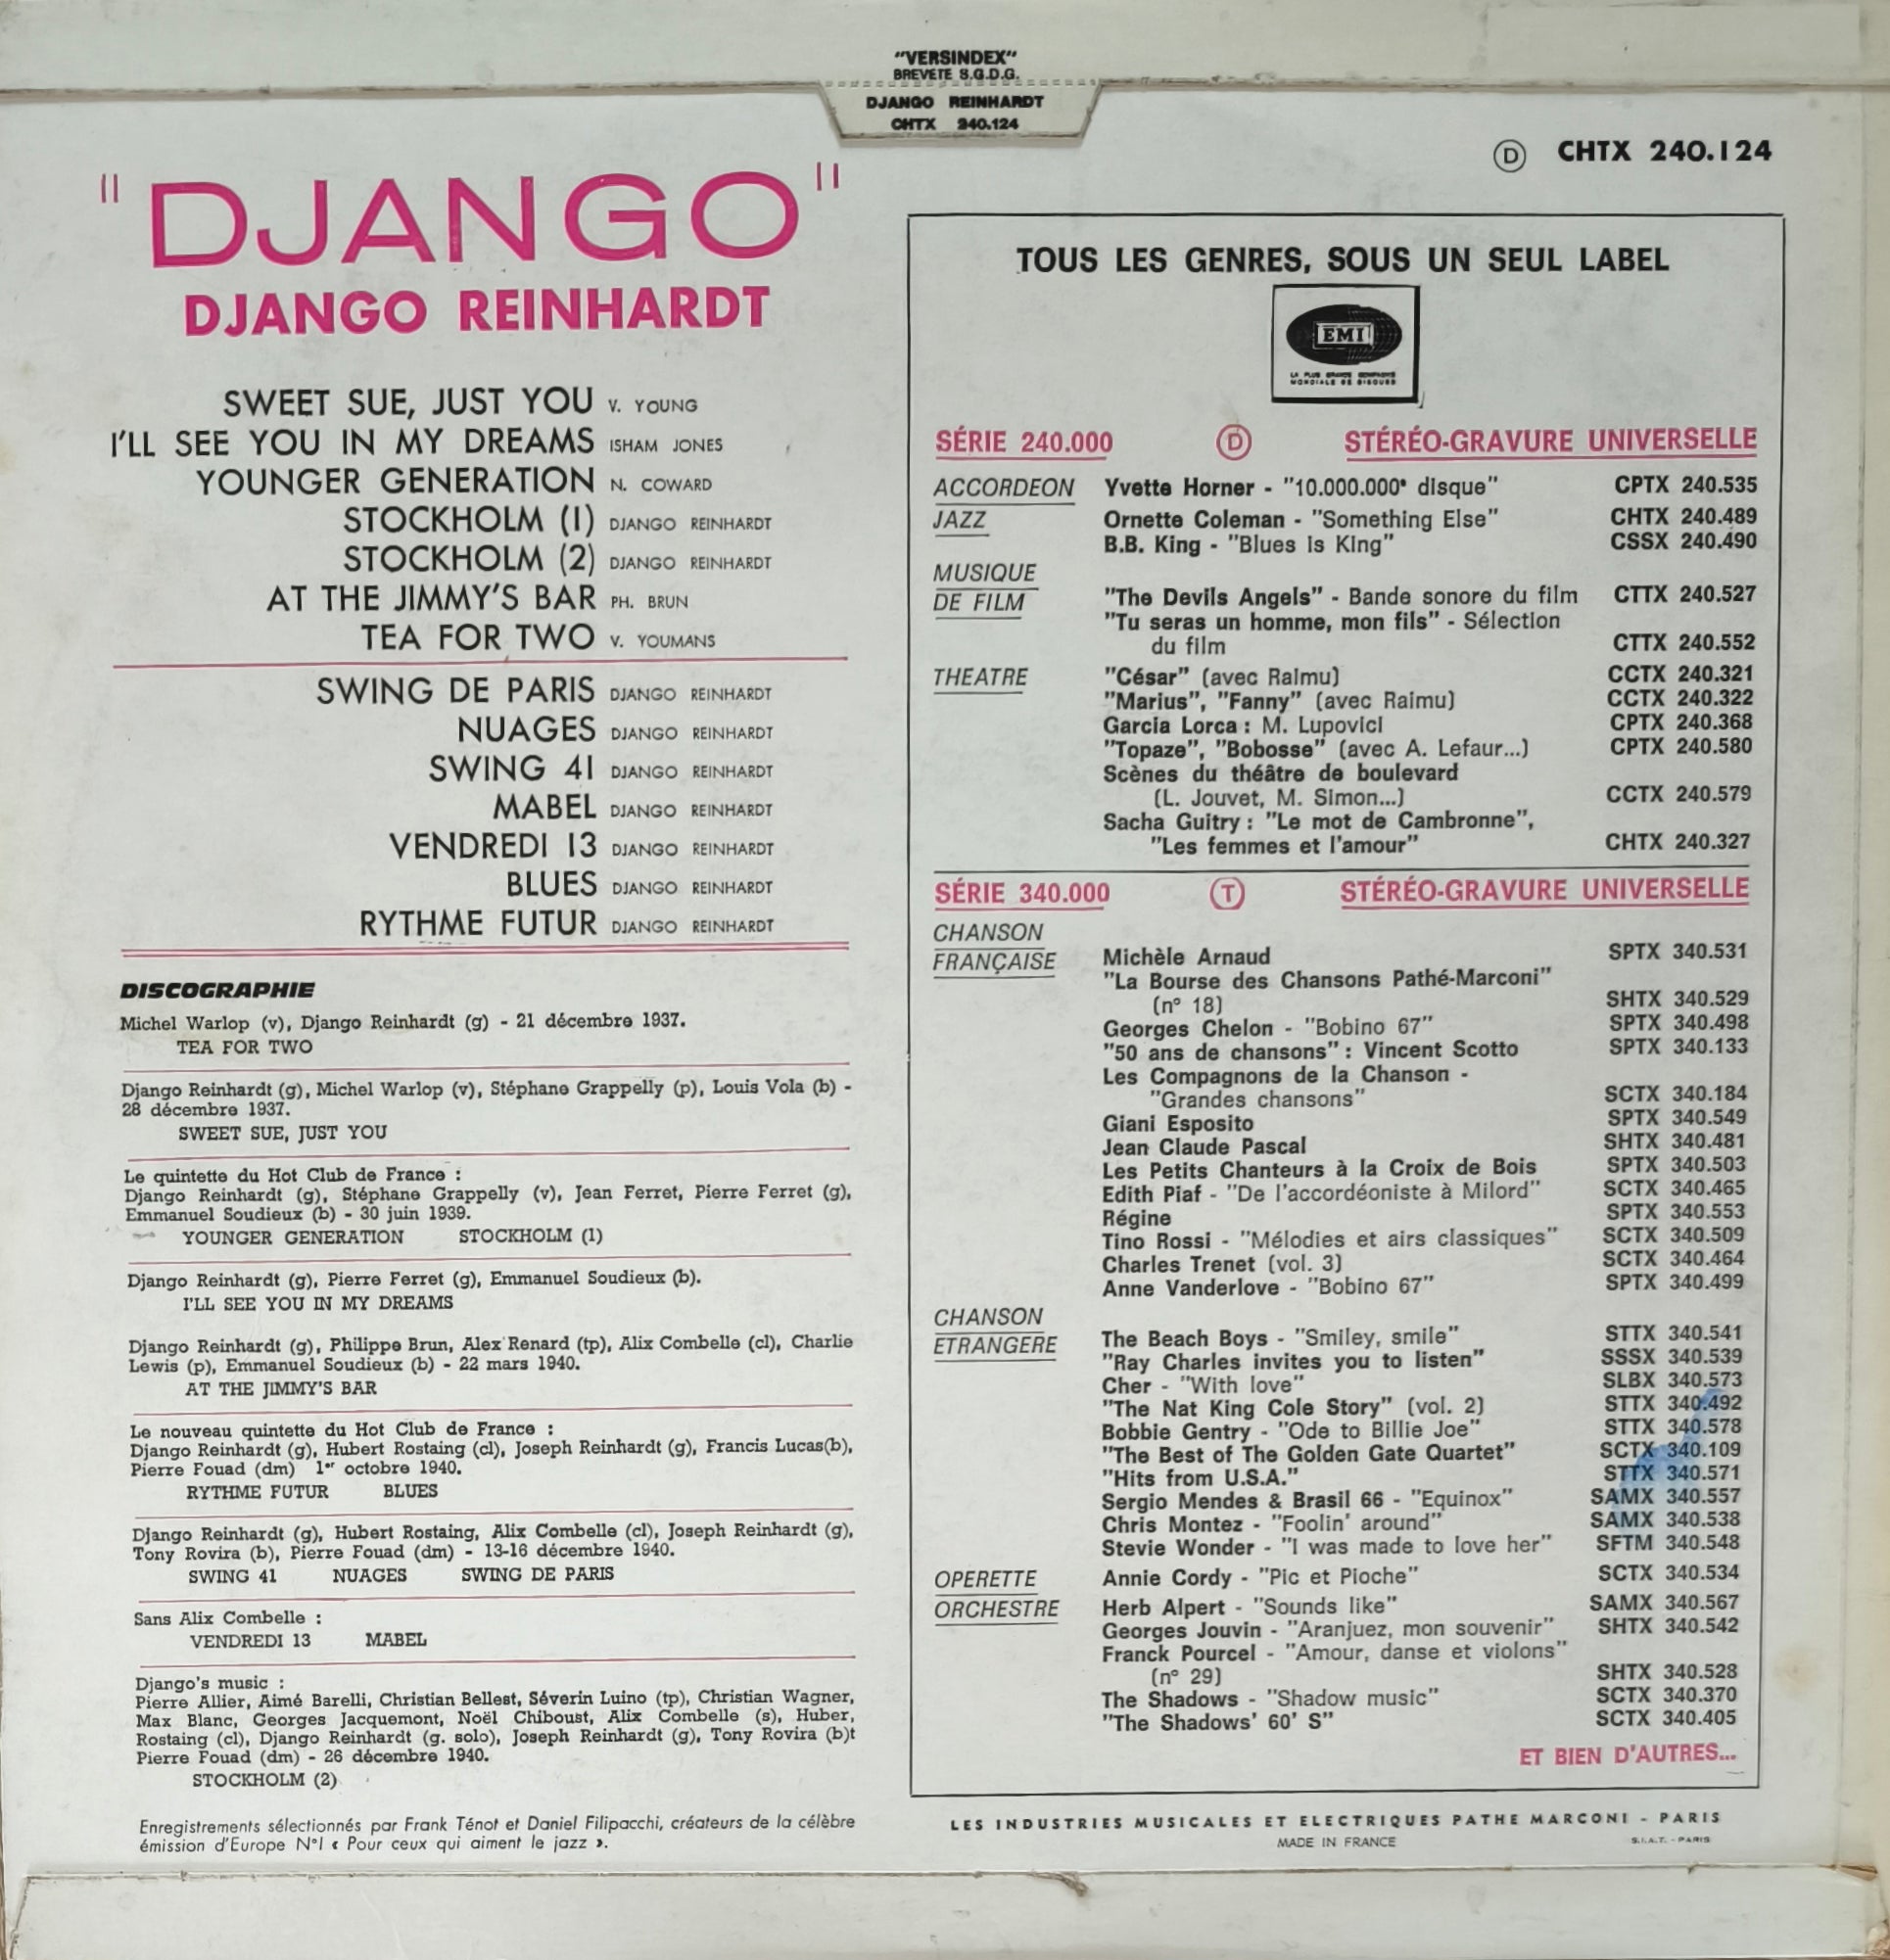 "VERSINDEX"
BREVETE S.G.D.G.
DJANGO REINHARDT
CHTX 240.124
D CHTX 240.124
"DJANGO"
DJANGO REINHARDT
SWEET SUE, JUST YOU V. YOUNG
I'LL SEE YOU IN MY DREAMS ISHAM JONES
YOUNGER GENERATION N. COWARD
STOCKHOLM (1) DJANGO REINHARDT
STOCKHOLM (2) DJANGO REINHARDT
AT THE JIMMY'S BAR PH. BRUN
TEA FOR TWO V. YOUMANS
SWING DE PARIS DJANGO REINHARDT
NUAGES DJANGO REINHARDT
SWING 41 DJANGO REINHARDT
MABEL DJANGO REINHARDT
VENDREDI 13 DJANGO REINHARDT
BLUES DJANGO REINHARDT
RYTHME FUTUR DJANGO REINHARDT
DISCOGRAPHIE
Michel Warlop (v), Django Reinhardt (g) - 21 décembre 1937.
TEA FOR TWO
Django Reinhardt (g), Michel Warlop (v), Stéphane Grappelly (p), Louis Vola (b) -
28 décembre 1937.
SWEET SUE, JUST YOU
Le quintette du Hot Club de France :
Django Reinhardt (g), Stéphane Grappelly (v), Jean Ferret, Pierre Ferret (g),
Emmanuel Soudieux (b) - 30 juin 1939.
YOUNGER GENERATION STOCKHOLM (1)
Django Reinhardt (g), Pierre Ferret (g), Emmanuel Soudieux (b).
I'LL SEE YOU IN MY DREAMS
Django Reinhardt (g), Philippe Brun, Alex Renard (tp), Alix Combelle (cl), Charlie
Lewis (p), Emmanuel Soudieux (b) - 22 mars 1940.
AT THE JIMMY'S BAR
Le nouveau quintette du Hot Club de France :
Django Reinhardt (g), Hubert Rostaing (cl), Joseph Reinhardt (g), Francis Lucas(b),
Pierre Fouad (dm) 1er octobre 1940.
RYTHME FUTUR BLUES
Django Reinhardt (g), Hubert Rostaing, Alix Combelle (cl), Joseph Reinhardt (g),
Tony Rovira (b), Pierre Fouad (dm) - 13-16 décembre 1940.
SWING 41 NUAGES SWING DE PARIS
Sans Alix Combelle :
VENDREDI 13 MABEL
Django's music :
Pierre Allier, Aimé Barelli, Christian Bellest, Séverin Luino (tp), Christian Wagner,
Max Blanc, Georges Jacquemont, Noël Chiboust, Alix Combelle (s), Huber,
Rostaing (cl), Django Reinhardt (g. solo), Joseph Reinhardt (g), Tony Rovira (b)t
Pierre Fouad (dm) - 26 décembre 1940.
STOCKHOLM (2)
Enregistrements sélectionnés par Frank Ténot et Daniel Filipacchi, créateurs de la célèbre
émission d'Europe N°1 « Pour ceux qui aiment le jazz ».
TOUS LES GENRES, SOUS UN SEUL LABEL
EMI
LA PLUS GRANDE COMPAGNIE
MONDIALE DE DISQUES
SÉRIE 240.000 D STÉRÉO-GRAVURE UNIVERSELLE
ACCORDEON Yvette Horner - "10.000.000e disque" CPTX 240.535
JAZZ Ornette Coleman - "Something Else" CHTX 240.489
B.B. King - "Blues is King" CSSX 240.490
MUSIQUE
DE FILM "The Devils Angels" - Bande sonore du film CTTX 240.527
"Tu seras un homme, mon fils" - Sélection
du film CTTX 240.552
THEATRE "César" (avec Raimu) CCTX 240.321
"Marius", "Fanny" (avec Raimu) CCTX 240.322
Garcia Lorca : M. Lupovici CPTX 240.368
"Topaze", "Bobosse" (avec A. Lefaur...) CPTX 240.580
Scènes du théâtre de boulevard
(L. Jouvet, M. Simon...) CCTX 240.579
Sacha Guitry : "Le mot de Cambronne",
"Les femmes et l'amour" CHTX 240.327
SÉRIE 340.000 T STÉRÉO-GRAVURE UNIVERSELLE
CHANSON
FRANÇAISE Michèle Arnaud SPTX 340.531
"La Bourse des Chansons Pathé-Marconi"
(n° 18) SHTX 340.529
Georges Chelon - "Bobino 67" SPTX 340.498
"50 ans de chansons" : Vincent Scotto SPTX 340.133
Les Compagnons de la Chanson -
"Grandes chansons" SCTX 340.184
Giani Esposito SPTX 340.549
Jean Claude Pascal SHTX 340.481
Les Petits Chanteurs à la Croix de Bois SPTX 340.503
Edith Piaf - "De l'accordéoniste à Milord" SCTX 340.465
Régine SPTX 340.553
Tino Rossi - "Mélodies et airs classiques" SCTX 340.509
Charles Trenet (vol. 3) SCTX 340.464
Anne Vanderlove - "Bobino 67" SPTX 340.499
CHANSON
ETRANGERE The Beach Boys - "Smiley, smile" STTX 340.541
"Ray Charles invites you to listen" SSSX 340.539
Cher - "With love" SLBX 340.573
"The Nat King Cole Story" (vol. 2) STTX 340.492
Bobbie Gentry - "Ode to Billie Joe" STTX 340.578
"The Best of The Golden Gate Quartet" SCTX 340.109
"Hits from U.S.A." STTX 340.571
Sergio Mendes & Brasil 66 - "Equinox" SAMX 340.557
Chris Montez - "Foolin' around" SAMX 340.538
Stevie Wonder - "I was made to love her" SFTM 340.548
OPERETTE Annie Cordy - "Pic et Pioche" SCTX 340.534
ORCHESTRE Herb Alpert - "Sounds like" SAMX 340.567
Georges Jouvin - "Aranjuez, mon souvenir" SHTX 340.542
Franck Pourcel - "Amour, danse et violons"
(n° 29) SHTX 340.528
The Shadows - "Shadow music" SCTX 340.370
"The Shadows' 60' S" SCTX 340.405
ET BIEN D'AUTRES...
LES INDUSTRIES MUSICALES ET ELECTRIQUES PATHE MARCONI - PARIS
MADE IN FRANCE S.I.A.T. - PARIS